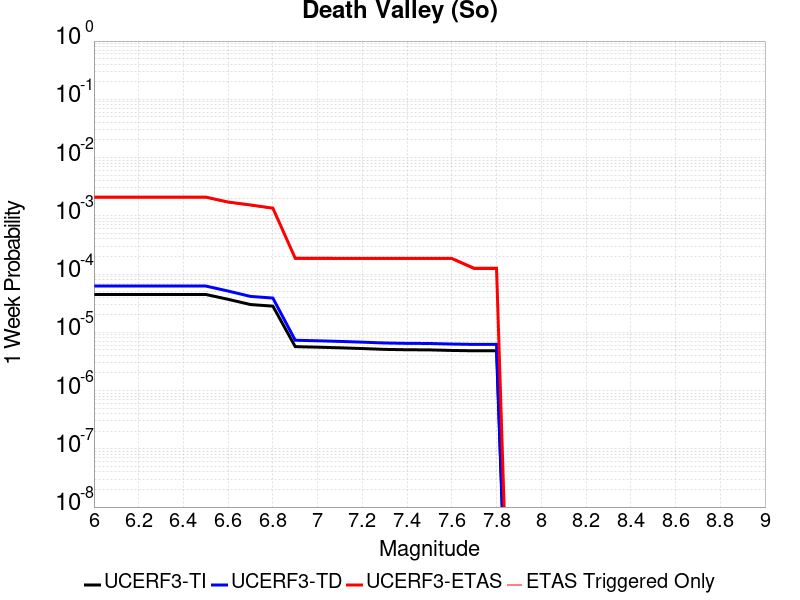 Death Valley (So)
10^0
10^-1
10^-2
10^-3
10^-4
10^-5
10^-6
10^-7
10^-8
1 Week Probability
6 6.2 6.4 6.6 6.8 7 7.2 7.4 7.6 7.8 8 8.2 8.4 8.6 8.8 9
Magnitude
UCERF3-TI UCERF3-TD UCERF3-ETAS ETAS Triggered Only